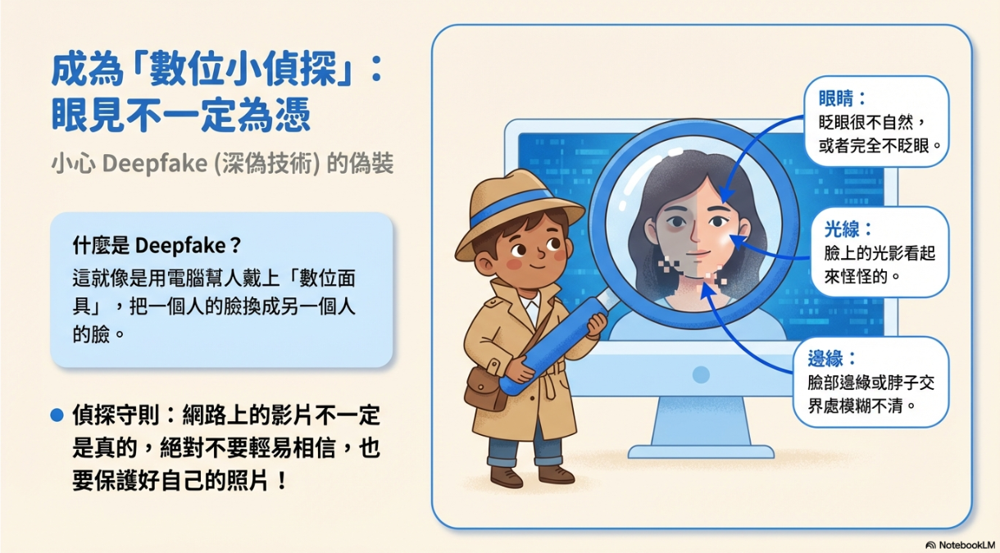 成為「數位小偵探」：
眼見不一定為憑
小心 Deepfake (深偽技術) 的偽裝
什麼是 Deepfake？
這就像是用電腦幫人戴上「數位面
具」，把一個人的臉換成另一個人
的臉。
偵探守則：網路上的影片不一定
是真的，絕對不要輕易相信，也
要保護好自己的照片！
眼睛：
眨眼很不自然，
或者完全不眨眼。
光線：
臉上的光影看起
來怪怪的。
邊緣：
臉部邊緣或脖子交
界處模糊不清。
NotebookLM